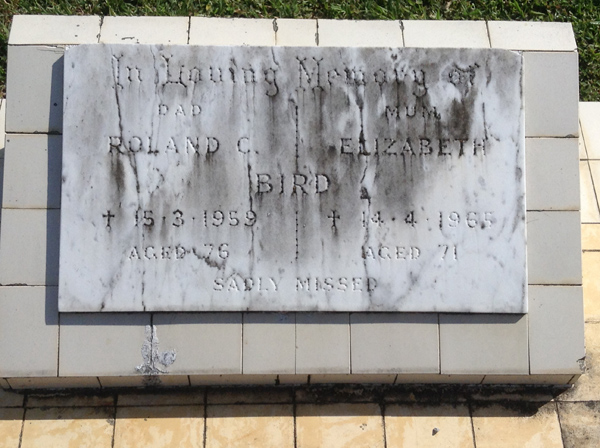 In Loving Memory of
DAD MUM
ROLAND C. ELIZABETH
BIRD
† 15·3·1959 † 14·4·1965
AGED 76 AGED 71
SADLY MISSED